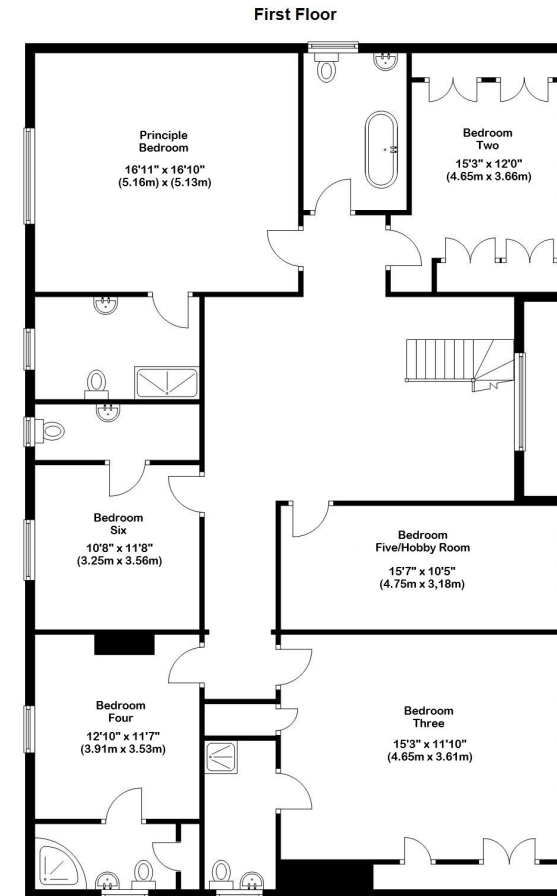 First Floor
Principle
Bedroom
16'11" x 16'10"
(5.16m) x (5.13m)
Bedroom
Two
15'3" x 12'0"
(4.65m x 3.66m)
Bedroom
Six
10'8" x 11'8"
(3.25m x 3.56m)
Bedroom
Five/Hobby Room
15'7" x 10'5"
(4.75m x 3,18m)
Bedroom
Four
12'10" x 11'7"
(3.91m x 3.53m)
Bedroom
Three
15'3" x 11'10"
(4.65m x 3.61m)